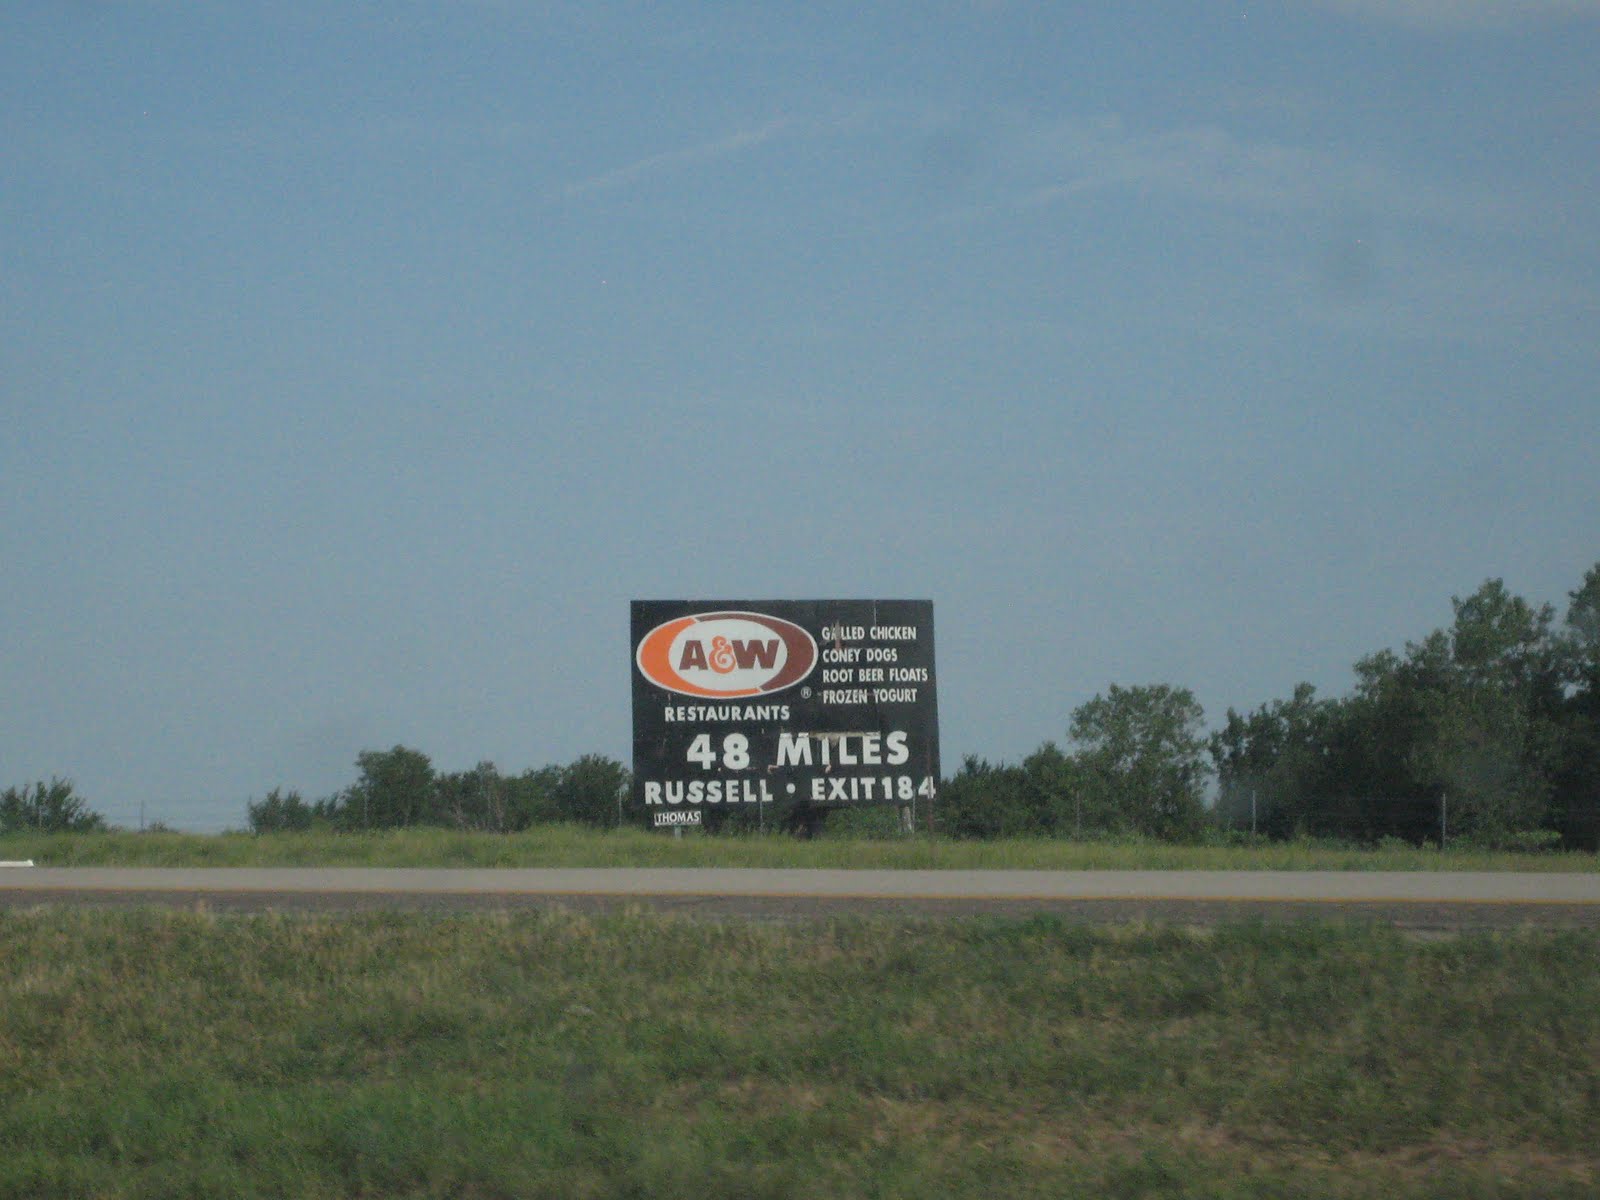 A&W
®
RESTAURANTS
GRILLED CHICKEN
CONEY DOGS
ROOT BEER FLOATS
FROZEN YOGURT
48 MILES
RUSSELL • EXIT 184
THOMAS